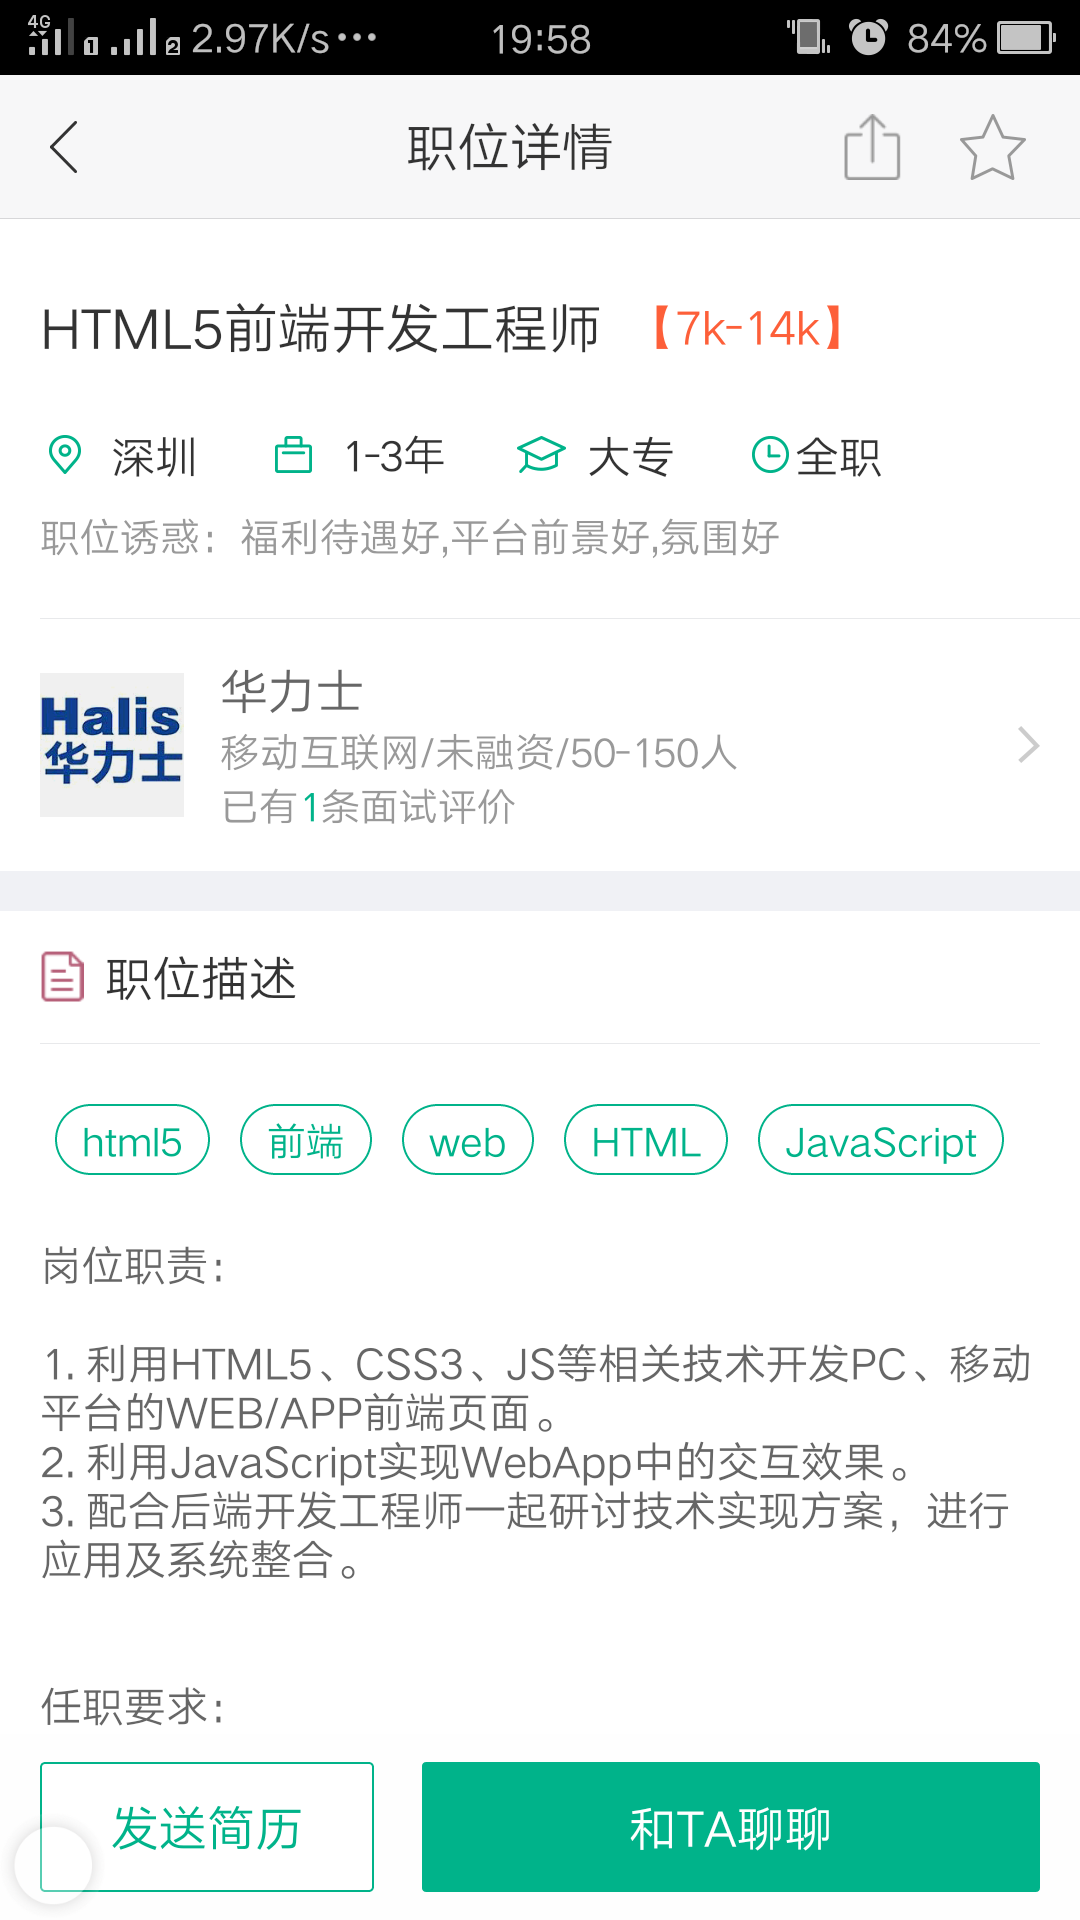 4G 1 2 2.97K/s··· 19:58 84%
职位详情
HTML5前端开发工程师 【7k-14k】
深圳 1-3年 大专 全职
职位诱惑：福利待遇好,平台前景好,氛围好
Halis
华力士
华力士
移动互联网/未融资/50-150人
已有1条面试评价
职位描述
html5 前端 web HTML JavaScript
岗位职责：
1. 利用HTML5、CSS3、JS等相关技术开发PC、移动
平台的WEB/APP前端页面。
2. 利用JavaScript实现WebApp中的交互效果。
3. 配合后端开发工程师一起研讨技术实现方案，进行
应用及系统整合。
任职要求：
发送简历 和TA聊聊